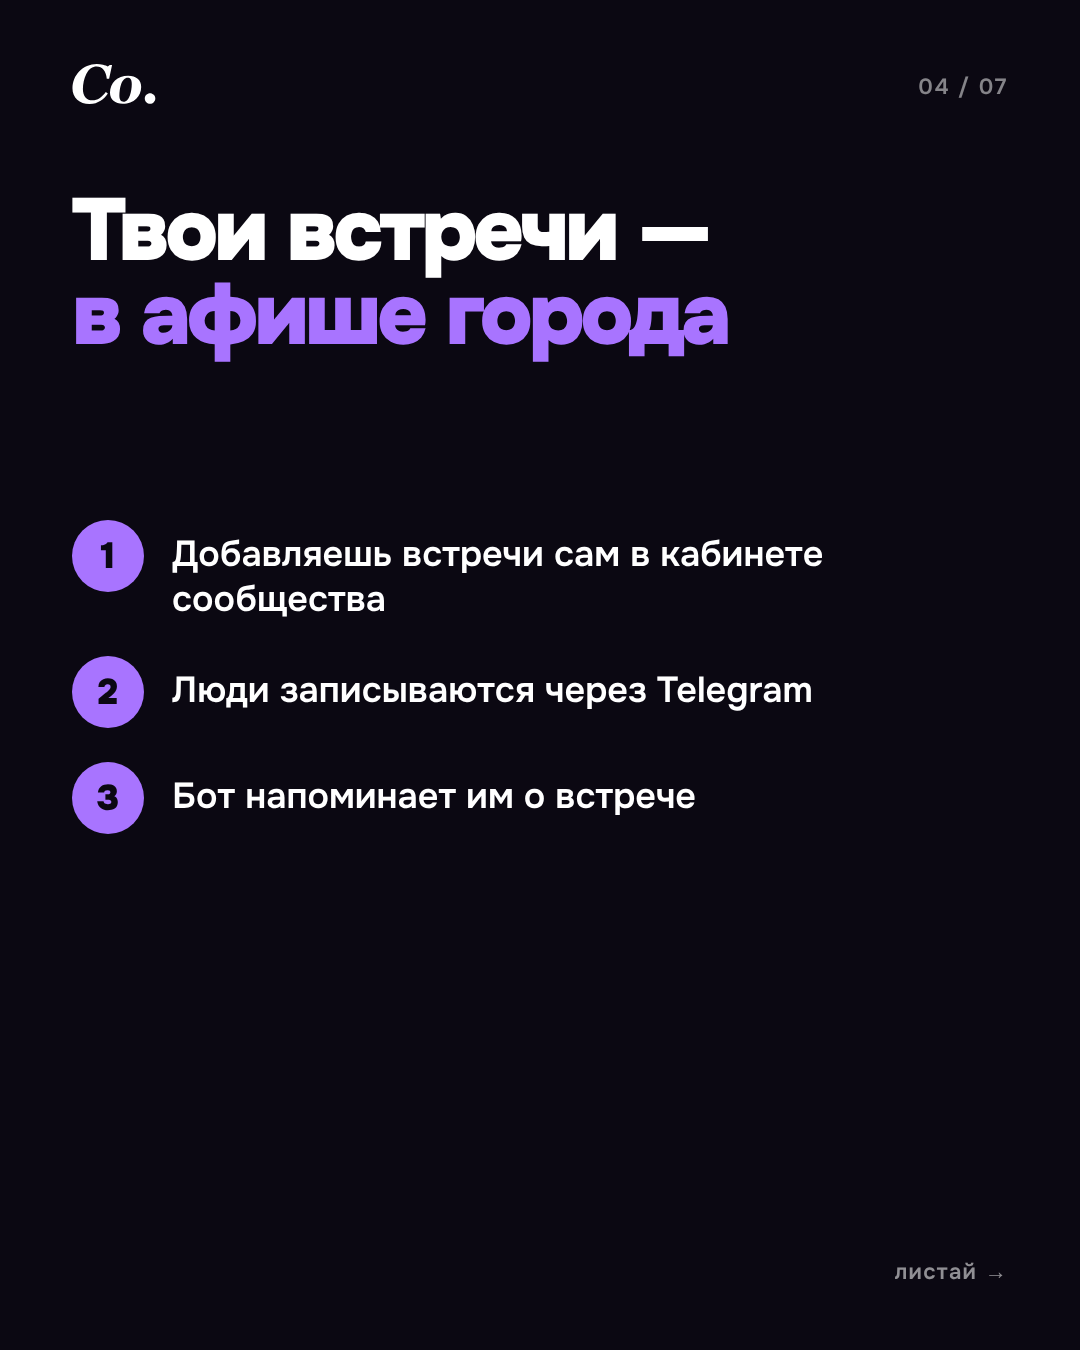 Co.
04 / 07
Твои встречи —
в афише города
1 Добавляешь встречи сам в кабинете
сообщества
2 Люди записываются через Telegram
3 Бот напоминает им о встрече
листай →